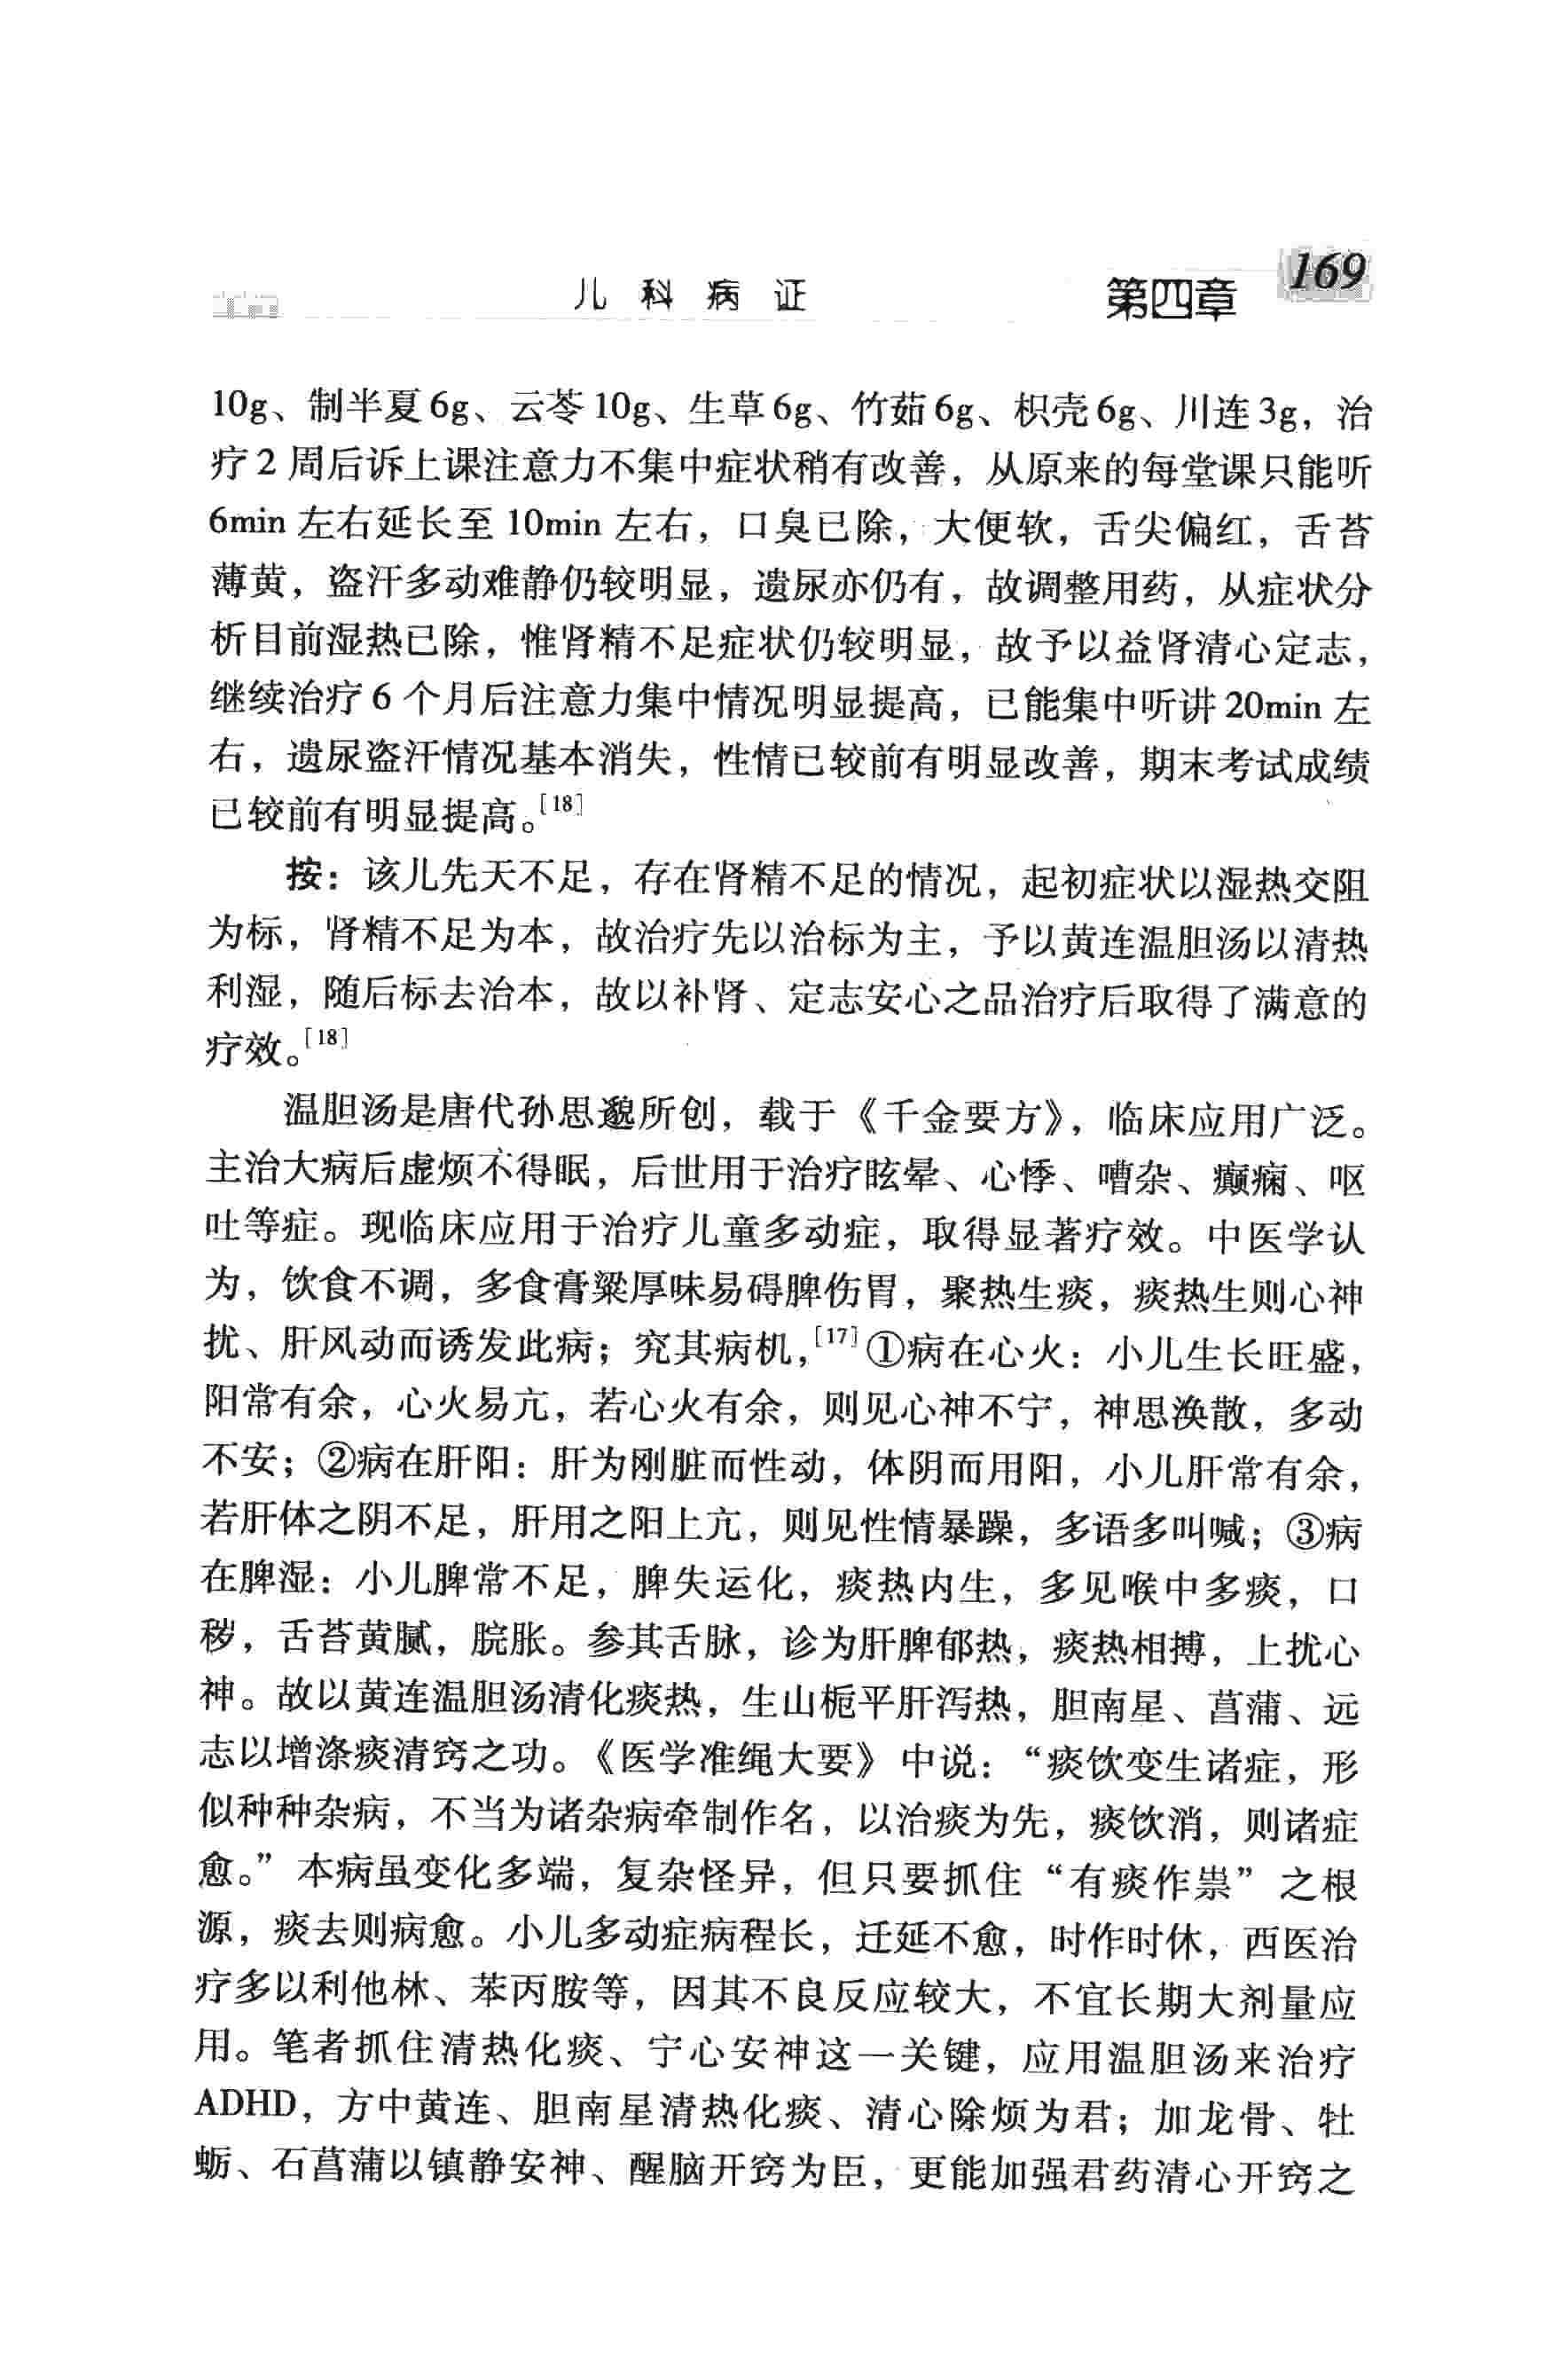 儿科病证 第四章 169
10g、制半夏6g、云苓10g、生草6g、竹茹6g、枳壳6g、川连3g，治
疗2周后诉上课注意力不集中症状稍有改善，从原来的每堂课只能听
6min左右延长至10min左右，口臭已除，大便软，舌尖偏红，舌苔
薄黄，盗汗多动难静仍较明显，遗尿亦仍有，故调整用药，从症状分
析目前湿热已除，惟肾精不足症状仍较明显，故予以益肾清心定志，
继续治疗6个月后注意力集中情况明显提高，已能集中听讲20min左
右，遗尿盗汗情况基本消失，性情已较前有明显改善，期末考试成绩
已较前有明显提高。[18]
按：该儿先天不足，存在肾精不足的情况，起初症状以湿热交阻
为标，肾精不足为本，故治疗先以治标为主，予以黄连温胆汤以清热
利湿，随后标去治本，故以补肾、定志安心之品治疗后取得了满意的
疗效。[18]
温胆汤是唐代孙思邈所创，载于《千金要方》，临床应用广泛。
主治大病后虚烦不得眠，后世用于治疗眩晕、心悸、嘈杂、癫痫、呕
吐等症。现临床应用于治疗儿童多动症，取得显著疗效。中医学认
为，饮食不调，多食膏粱厚味易碍脾伤胃，聚热生痰，痰热生则心神
扰、肝风动而诱发此病；究其病机，[17]①病在心火：小儿生长旺盛，
阳常有余，心火易亢，若心火有余，则见心神不宁，神思涣散，多动
不安；②病在肝阳：肝为刚脏而性动，体阴而用阳，小儿肝常有余，
若肝体之阴不足，肝用之阳上亢，则见性情暴躁，多语多叫喊；③病
在脾湿：小儿脾常不足，脾失运化，痰热内生，多见喉中多痰，口
秽，舌苔黄腻，脘胀。参其舌脉，诊为肝脾郁热，痰热相搏，上扰心
神。故以黄连温胆汤清化痰热，生山栀平肝泻热，胆南星、菖蒲、远
志以增涤痰清窍之功。《医学准绳大要》中说：“痰饮变生诸症，形
似种种杂病，不当为诸杂病牵制作名，以治痰为先，痰饮消，则诸症
愈。”本病虽变化多端，复杂怪异，但只要抓住“有痰作祟”之根
源，痰去则病愈。小儿多动症病程长，迁延不愈，时作时休，西医治
疗多以利他林、苯丙胺等，因其不良反应较大，不宜长期大剂量应
用。笔者抓住清热化痰、宁心安神这一关键，应用温胆汤来治疗
ADHD，方中黄连、胆南星清热化痰、清心除烦为君；加龙骨、牡
蛎、石菖蒲以镇静安神、醒脑开窍为臣，更能加强君药清心开窍之